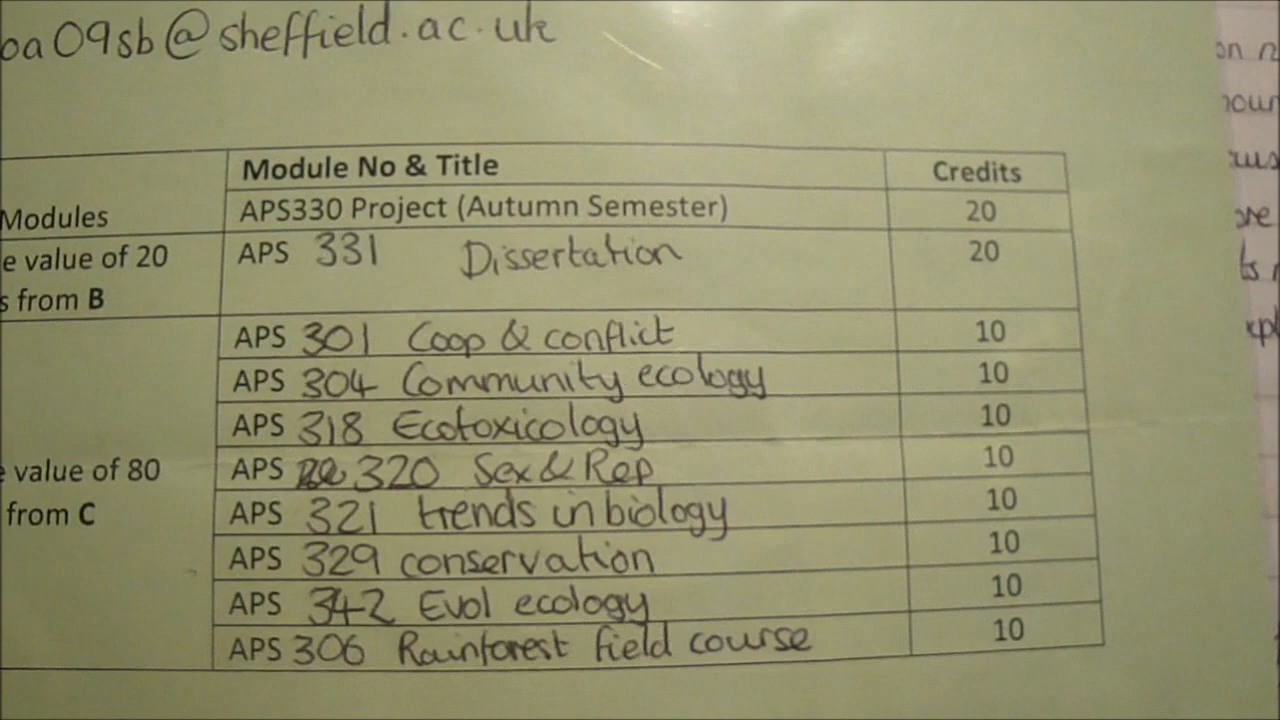 oa09sb@sheffield.ac.uk
Module No & Title Credits
Modules APS330 Project (Autumn Semester) 20
e value of 20 APS 331 Dissertation 20
s from B
APS 301 Coop & conflict 10
APS 304 Community ecology 10
APS 318 Ecotoxicology 10
e value of 80 APS 320 Sex & Rep 10
from C APS 321 trends in biology 10
APS 329 conservation 10
APS 342 Evol ecology 10
APS 306 Rainforest field course 10